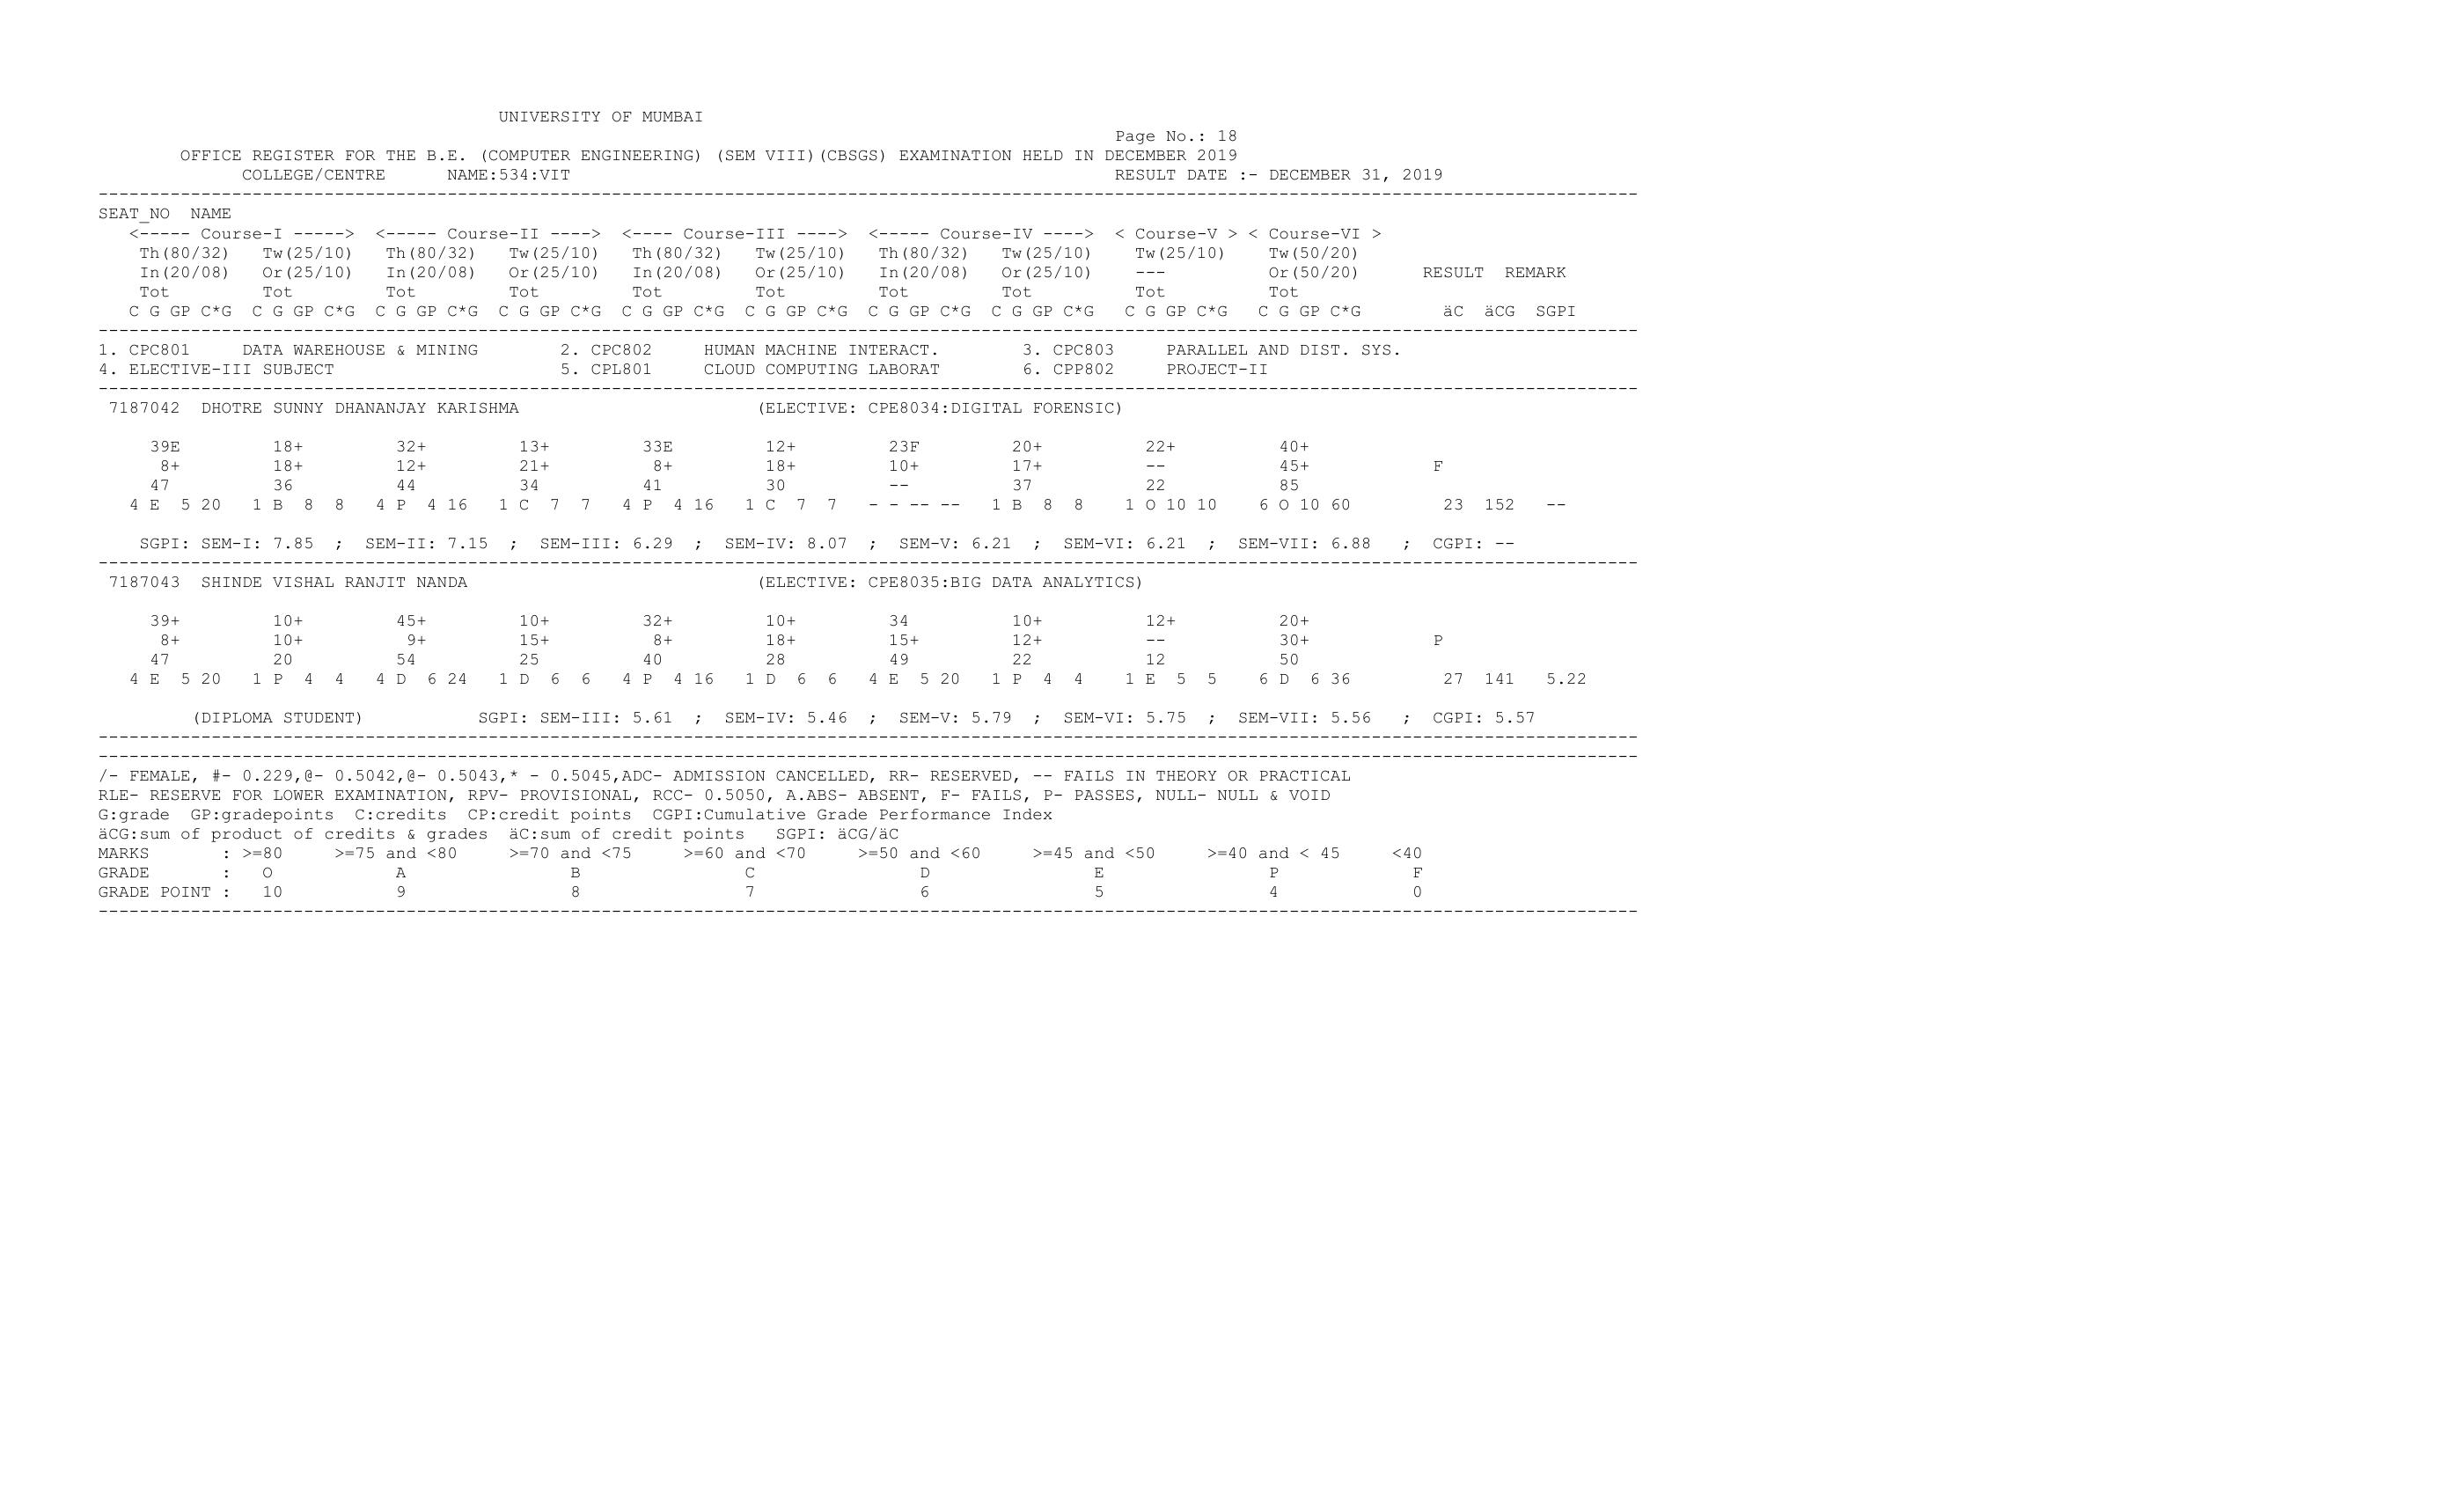 UNIVERSITY OF MUMBAI
Page No.: 18
OFFICE REGISTER FOR THE B.E. (COMPUTER ENGINEERING) (SEM VIII)(CBSGS) EXAMINATION HELD IN DECEMBER 2019
COLLEGE/CENTRE NAME:534:VIT RESULT DATE :- DECEMBER 31, 2019
------------------------------------------------------------------------------------------------------------------------------------------------------
SEAT_NO NAME
<----- Course-I -----> <----- Course-II ----> <---- Course-III ----> <----- Course-IV ----> < Course-V > < Course-VI >
Th(80/32) Tw(25/10) Th(80/32) Tw(25/10) Th(80/32) Tw(25/10) Th(80/32) Tw(25/10) Tw(25/10) Tw(50/20)
In(20/08) Or(25/10) In(20/08) Or(25/10) In(20/08) Or(25/10) In(20/08) Or(25/10) --- Or(50/20) RESULT REMARK
Tot Tot Tot Tot Tot Tot Tot Tot Tot Tot
C G GP C*G C G GP C*G C G GP C*G C G GP C*G C G GP C*G C G GP C*G C G GP C*G C G GP C*G C G GP C*G C G GP C*G äC äCG SGPI
------------------------------------------------------------------------------------------------------------------------------------------------------
1. CPC801 DATA WAREHOUSE & MINING 2. CPC802 HUMAN MACHINE INTERACT. 3. CPC803 PARALLEL AND DIST. SYS.
4. ELECTIVE-III SUBJECT 5. CPL801 CLOUD COMPUTING LABORAT 6. CPP802 PROJECT-II
------------------------------------------------------------------------------------------------------------------------------------------------------
7187042 DHOTRE SUNNY DHANANJAY KARISHMA (ELECTIVE: CPE8034:DIGITAL FORENSIC)
39E 18+ 32+ 13+ 33E 12+ 23F 20+ 22+ 40+
8+ 18+ 12+ 21+ 8+ 18+ 10+ 17+ -- 45+ F
47 36 44 34 41 30 -- 37 22 85
4 E 5 20 1 B 8 8 4 P 4 16 1 C 7 7 4 P 4 16 1 C 7 7 - - -- -- 1 B 8 8 1 O 10 10 6 O 10 60 23 152 --
SGPI: SEM-I: 7.85 ; SEM-II: 7.15 ; SEM-III: 6.29 ; SEM-IV: 8.07 ; SEM-V: 6.21 ; SEM-VI: 6.21 ; SEM-VII: 6.88 ; CGPI: --
------------------------------------------------------------------------------------------------------------------------------------------------------
7187043 SHINDE VISHAL RANJIT NANDA (ELECTIVE: CPE8035:BIG DATA ANALYTICS)
39+ 10+ 45+ 10+ 32+ 10+ 34 10+ 12+ 20+
8+ 10+ 9+ 15+ 8+ 18+ 15+ 12+ -- 30+ P
47 20 54 25 40 28 49 22 12 50
4 E 5 20 1 P 4 4 4 D 6 24 1 D 6 6 4 P 4 16 1 D 6 6 4 E 5 20 1 P 4 4 1 E 5 5 6 D 6 36 27 141 5.22
(DIPLOMA STUDENT) SGPI: SEM-III: 5.61 ; SEM-IV: 5.46 ; SEM-V: 5.79 ; SEM-VI: 5.75 ; SEM-VII: 5.56 ; CGPI: 5.57
------------------------------------------------------------------------------------------------------------------------------------------------------
------------------------------------------------------------------------------------------------------------------------------------------------------
/- FEMALE, #- 0.229,@- 0.5042,@- 0.5043,* - 0.5045,ADC- ADMISSION CANCELLED, RR- RESERVED, -- FAILS IN THEORY OR PRACTICAL
RLE- RESERVE FOR LOWER EXAMINATION, RPV- PROVISIONAL, RCC- 0.5050, A.ABS- ABSENT, F- FAILS, P- PASSES, NULL- NULL & VOID
G:grade GP:gradepoints C:credits CP:credit points CGPI:Cumulative Grade Performance Index
äCG:sum of product of credits & grades äC:sum of credit points SGPI: äCG/äC
MARKS : >=80 >=75 and <80 >=70 and <75 >=60 and <70 >=50 and <60 >=45 and <50 >=40 and < 45 <40
GRADE : O A B C D E P F
GRADE POINT : 10 9 8 7 6 5 4 0
------------------------------------------------------------------------------------------------------------------------------------------------------